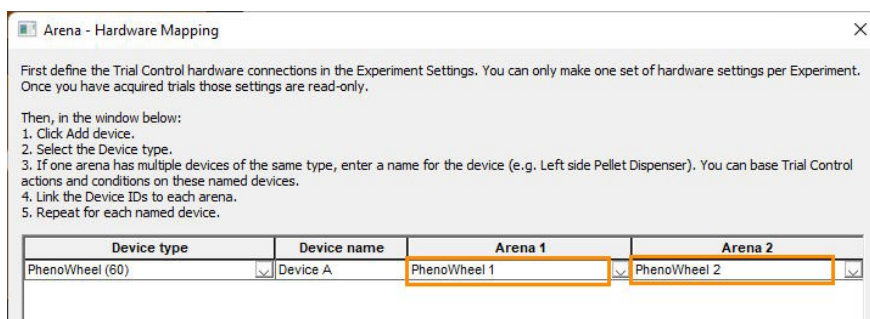 Arena - Hardware Mapping
First define the Trial Control hardware connections in the Experiment Settings. You can only make one set of hardware settings per Experiment.
Once you have acquired trials those settings are read-only.
Then, in the window below:
1. Click Add device.
2. Select the Device type.
3. If one arena has multiple devices of the same type, enter a name for the device (e.g. Left side Pellet Dispenser). You can base Trial Control
actions and conditions on these named devices.
4. Link the Device IDs to each arena.
5. Repeat for each named device.
Device type Device name Arena 1 Arena 2
PhenoWheel (60) Device A PhenoWheel 1 PhenoWheel 2